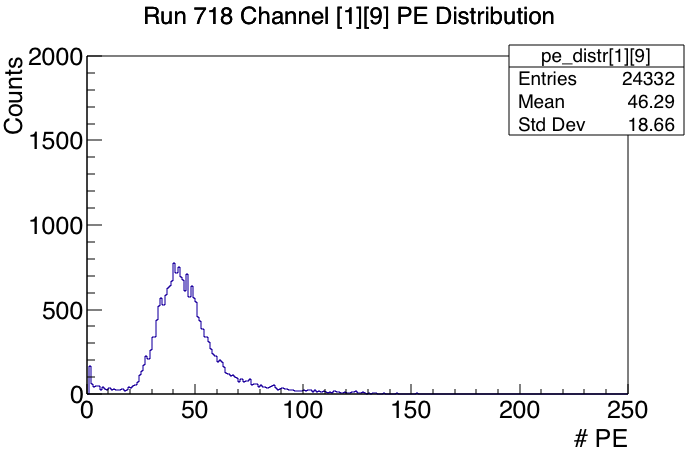 Run 718 Channel [1][9] PE Distribution
pe_distr[1][9]
Entries 24332
Mean 46.29
Std Dev 18.66
Counts
2000
1500
1000
500
0
0 50 100 150 200 250
# PE